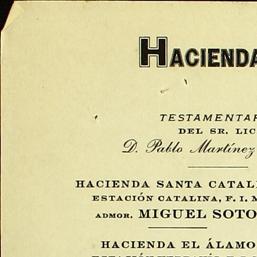 HACIENDA
TESTAMENTAR
DEL SR. LIC
D. Pablo Martínez
HACIENDA SANTA CATAL
ESTACIÓN CATALINA, F. I. M
ADMOR. MIGUEL SOTO
HACIENDA EL ÁLAMO